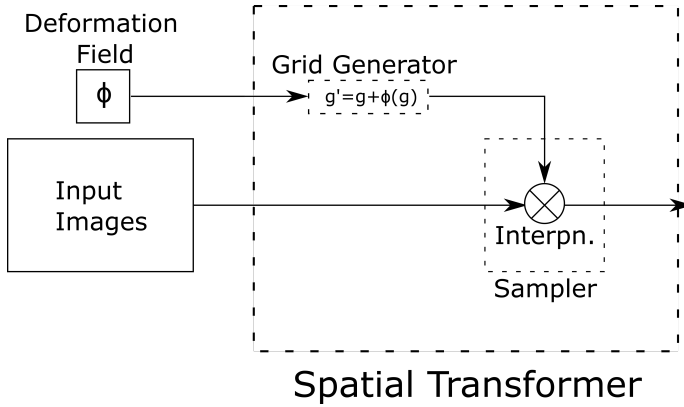 Deformation
Field
ϕ
Grid Generator
g'=g+ϕ(g)
Input
Images
Interpn.
Sampler
Spatial Transformer